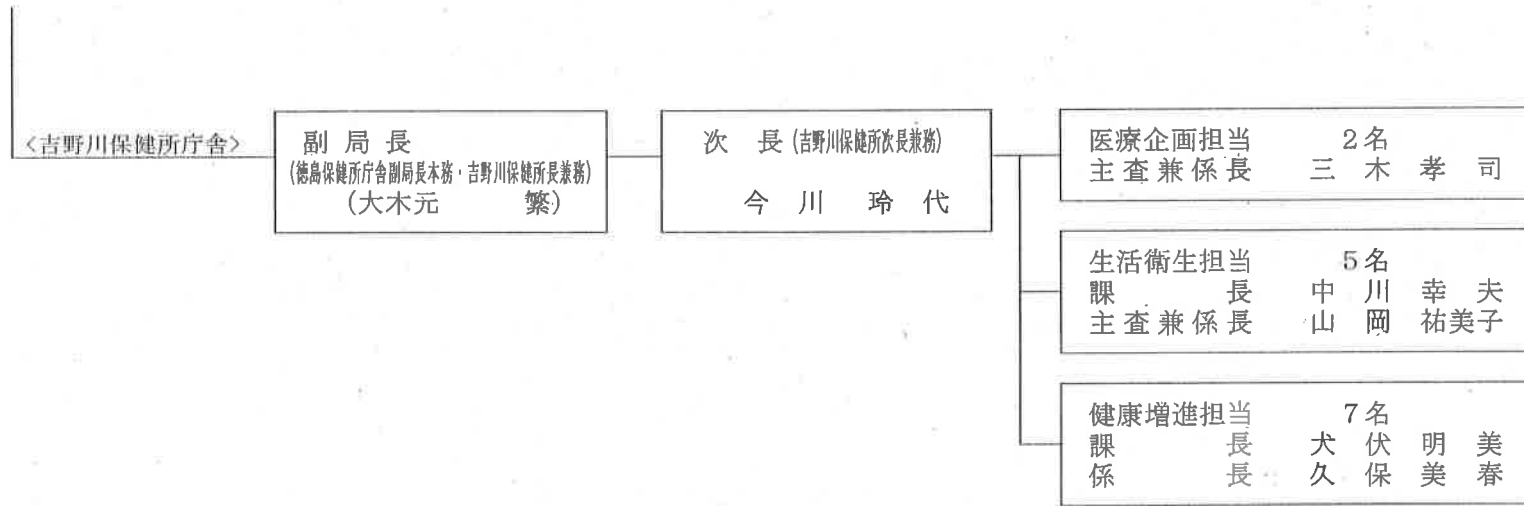 <吉野川保健所庁舎>
副局長
(徳島保健所庁舎副局長本務・吉野川保健所長兼務)
(大木元 繁)
次長(吉野川保健所次長兼務)
今川 玲代
医療企画担当 2名
主査兼係長 三木孝司
生活衛生担当 5名
課長 中川幸夫
主査兼係長 山岡祐美子
健康増進担当 7名
課長 犬伏明美
係長 久保美春